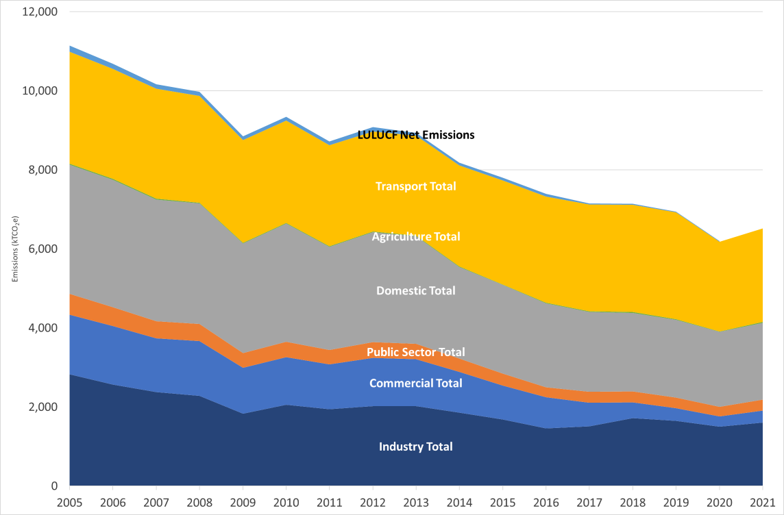 12,000
10,000
8,000
6,000
4,000
2,000
0
Emissions (kTCO2e)
LULUCF Net Emissions
Transport Total
Agriculture Total
Domestic Total
Public Sector Total
Commercial Total
Industry Total
2005 2006 2007 2008 2009 2010 2011 2012 2013 2014 2015 2016 2017 2018 2019 2020 2021